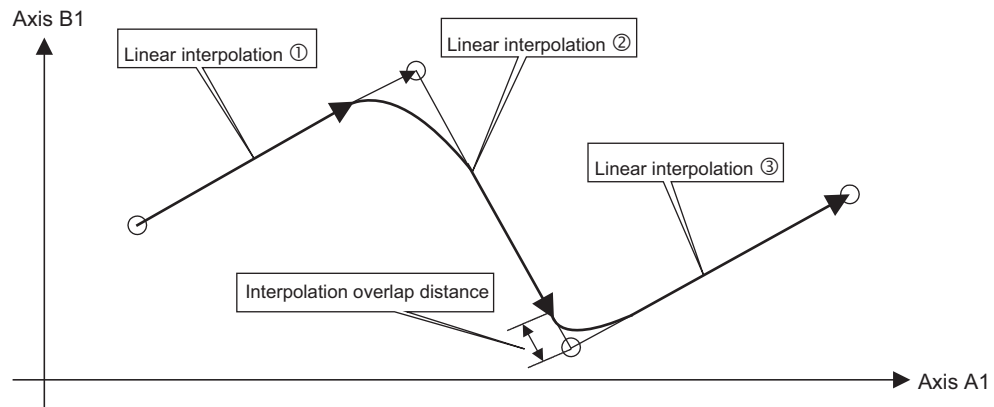 Axis B1
Linear interpolation ①
Linear interpolation ②
Linear interpolation ③
Interpolation overlap distance
Axis A1